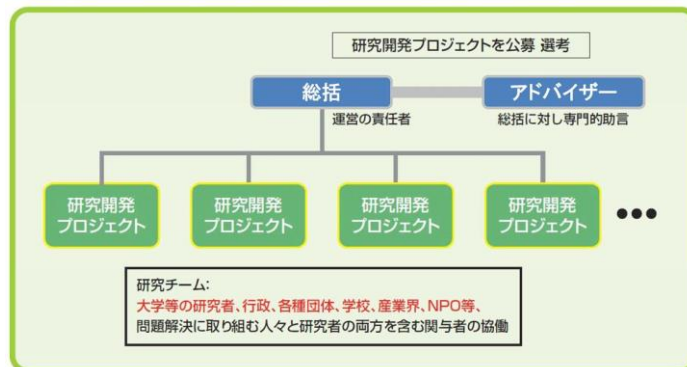 研究開発プロジェクトを公募 選考
総括
アドバイザー
運営の責任者
総括に対し専門的助言
研究開発
プロジェクト
研究開発
プロジェクト
研究開発
プロジェクト
研究開発
プロジェクト
●●●
研究チーム:
大学等の研究者、行政、各種団体、学校、産業界、NPO等、
問題解決に取り組む人々と研究者の両方を含む関与者の協働